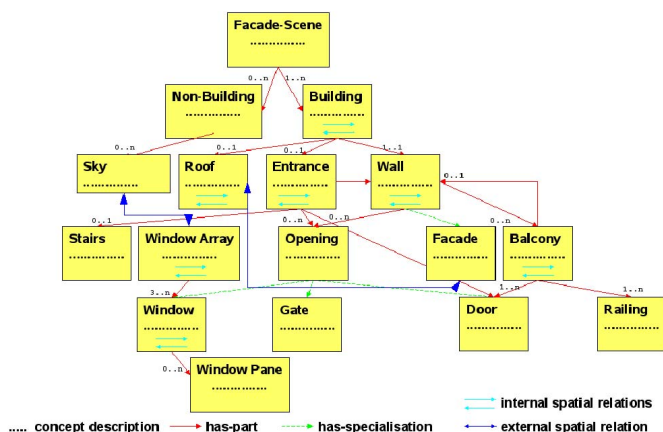 Facade-Scene
................
0..n 1..n
Non-Building Building
................ ................
0..n 0..1 0..1 1..1
Sky Roof Entrance Wall 0..1
................ ................ ................ ................
0..1 0..n 0..n 0..n
Stairs Window Array Opening Facade Balcony
................ ................ ................ ................ ................
3..n 1..n 1..n
Window Gate Door Railing
................ ................ ................ ................
0..n
Window Pane
................
internal spatial relations
..... concept description has-part has-specialisation external spatial relation